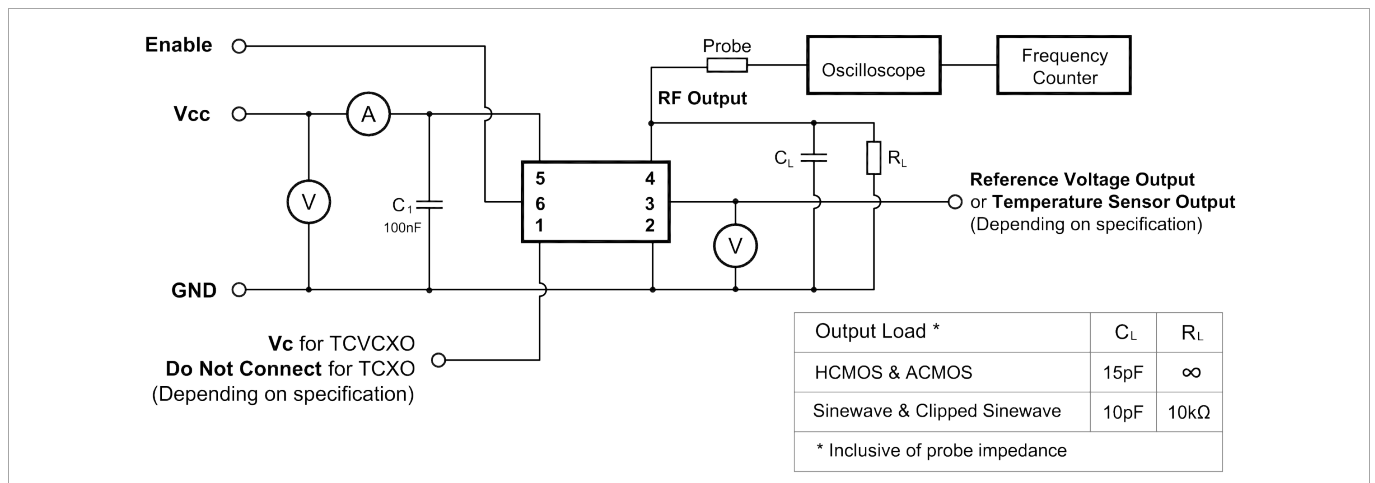 Enable
Probe
Oscilloscope
Frequency
Counter
RF Output
Vcc
A
V
C1
100nF
5 4
6 3
1 2
CL
RL
V
Reference Voltage Output
or Temperature Sensor Output
(Depending on specification)
GND
Vc for TCVCXO
Do Not Connect for TCXO
(Depending on specification)
Output Load * CL RL
HCMOS & ACMOS 15pF ∞
Sinewave & Clipped Sinewave 10pF 10kΩ
* Inclusive of probe impedance